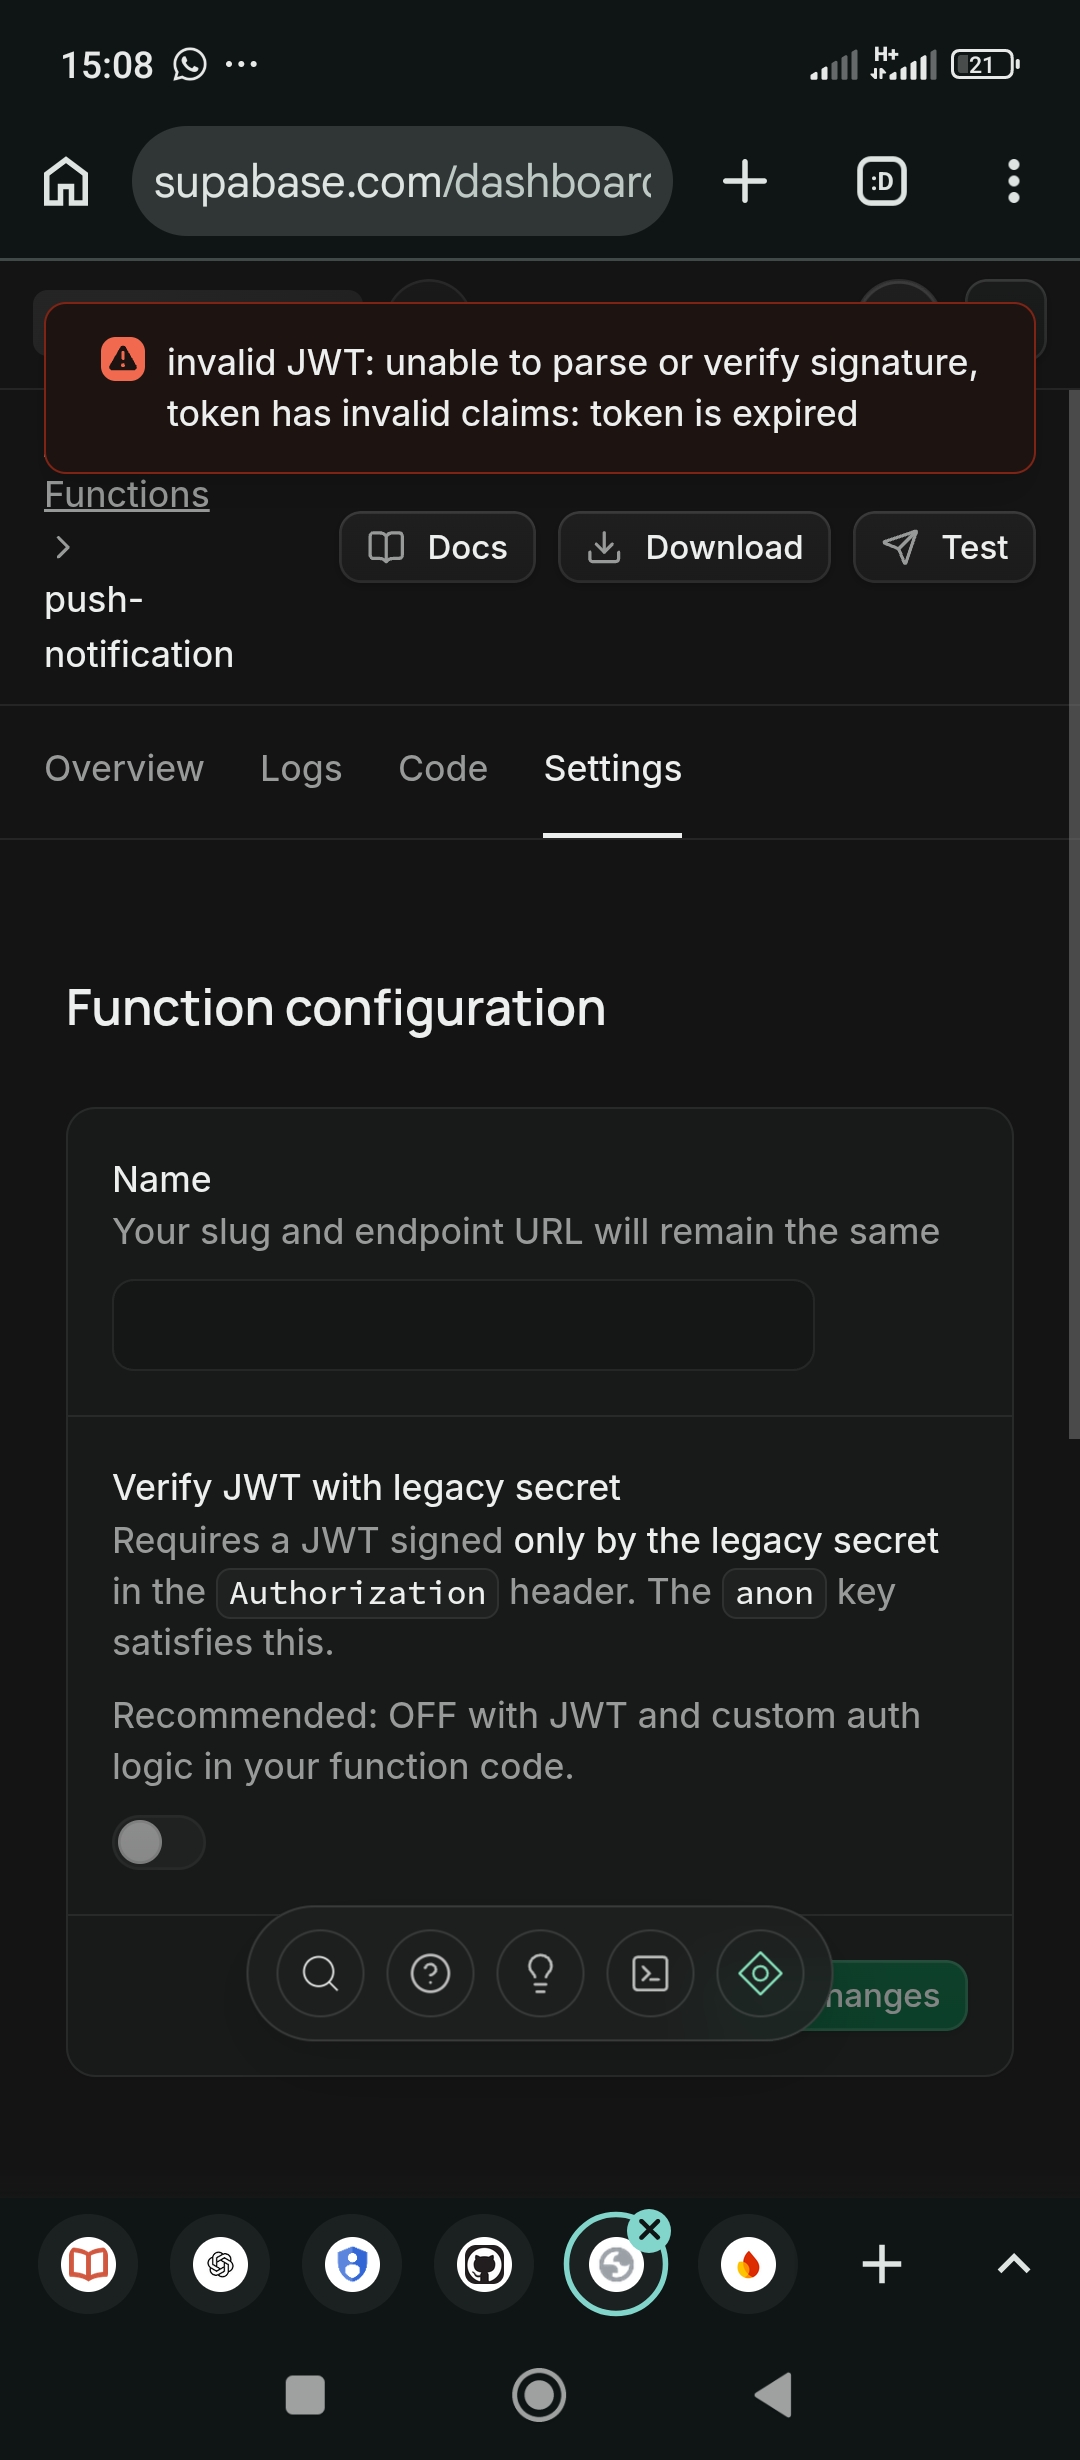 15:08
H+
21
supabase.com/dashboard
:D
invalid JWT: unable to parse or verify signature,
token has invalid claims: token is expired
Functions
push-
notification
Docs
Download
Test
Overview
Logs
Code
Settings
Function configuration
Name
Your slug and endpoint URL will remain the same
Verify JWT with legacy secret
Requires a JWT signed only by the legacy secret
in the Authorization header. The anon key
satisfies this.
Recommended: OFF with JWT and custom auth
logic in your function code.
hanges